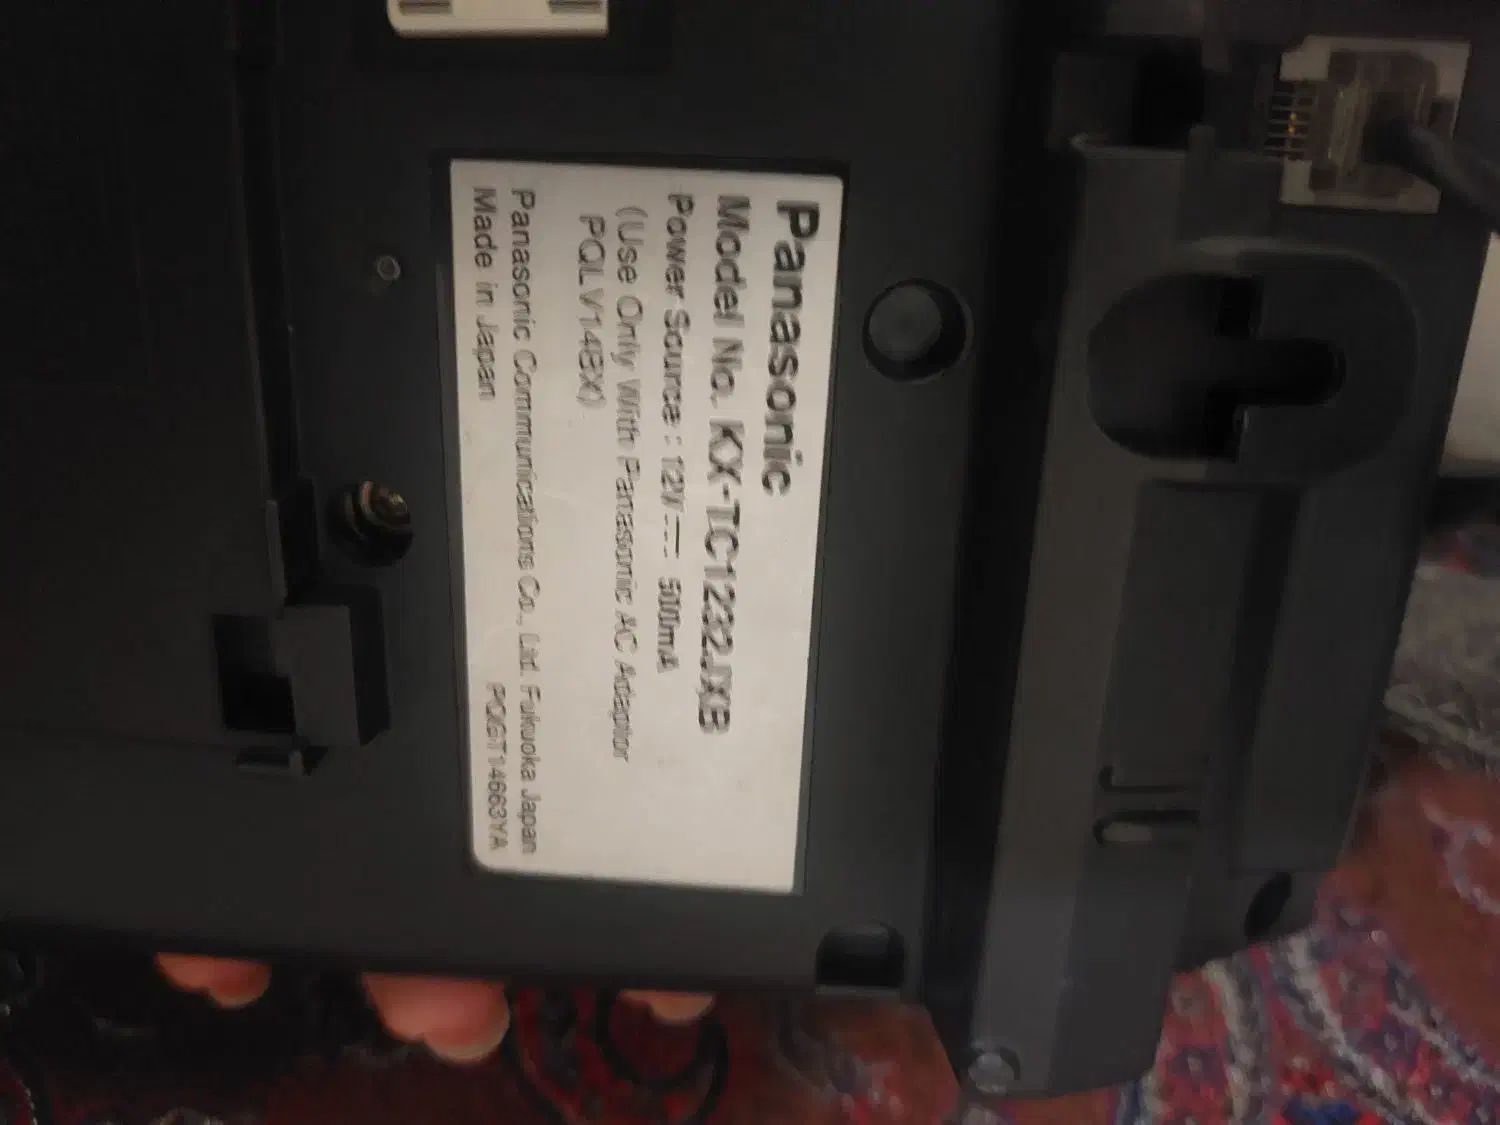 Panasonic
Model No. KX-TC1232JXB
Power Source : 12V⎓ 500mA
(Use Only With Panasonic AC Adaptor
PQLV14BX)
Panasonic Communications Co., Ltd. Fukuoka Japan
Made in Japan PQGT14663YA